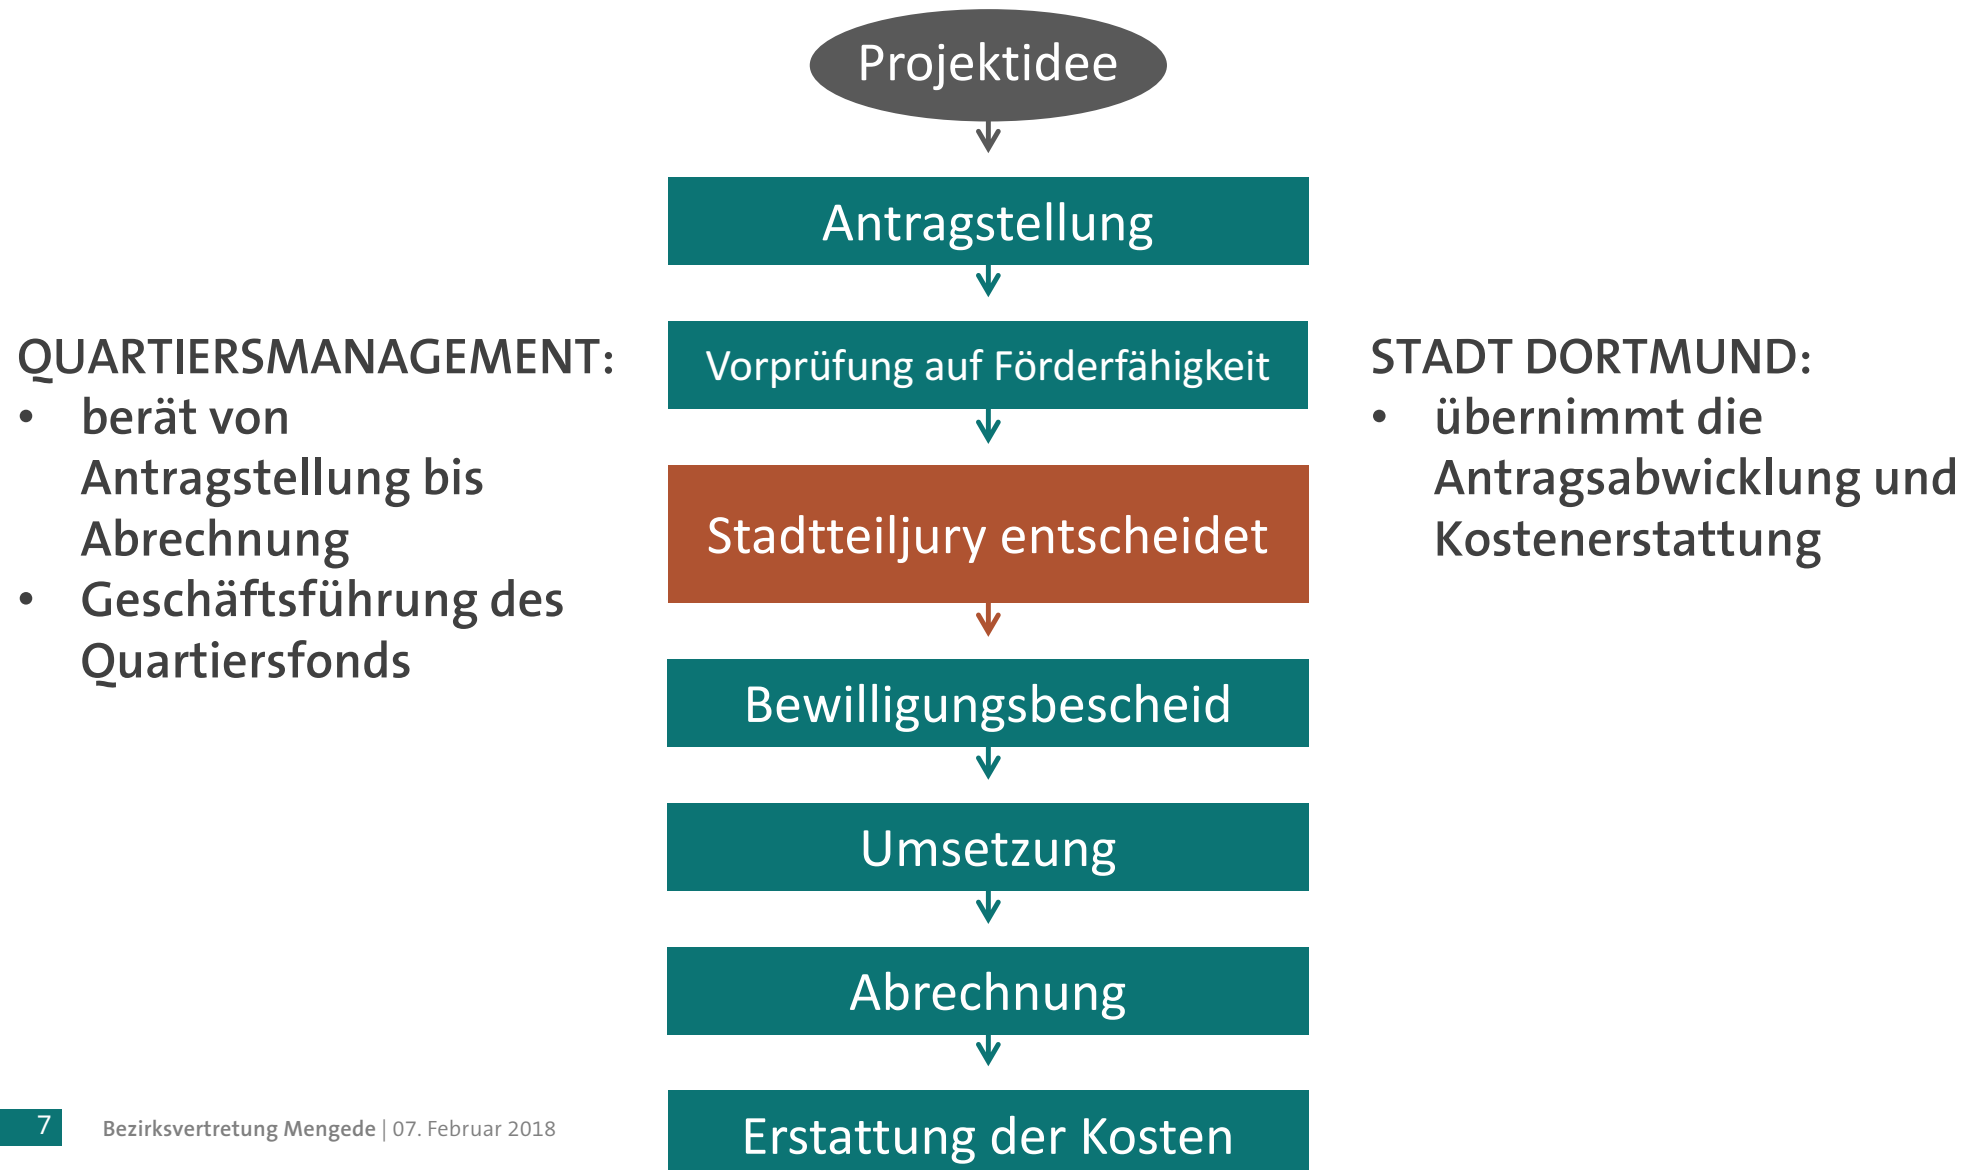 Projektidee
Antragstellung
Vorprüfung auf Förderfähigkeit
Stadtteiljury entscheidet
Bewilligungsbescheid
Umsetzung
Abrechnung
Erstattung der Kosten
QUARTIERSMANAGEMENT:
• berät von
Antragstellung bis
Abrechnung
• Geschäftsführung des
Quartiersfonds
STADT DORTMUND:
• übernimmt die
Antragsabwicklung und
Kostenerstattung
7 Bezirksvertretung Mengede | 07. Februar 2018